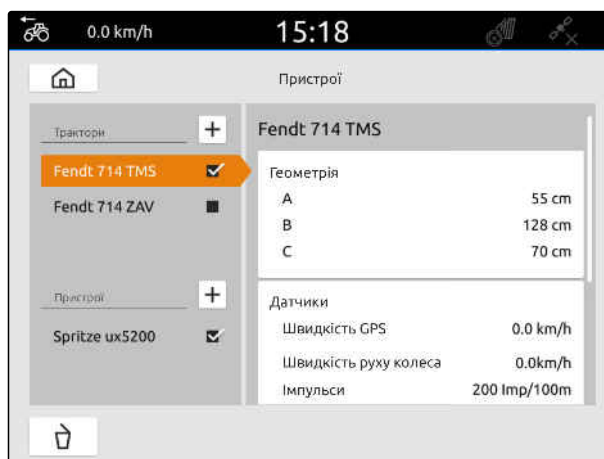 0.0 km/h
15:18
Пристрої
Трактори
Fendt 714 TMS
Fendt 714 ZAV
Пристрої
Spritze ux5200
Fendt 714 TMS
Геометрія
A 55 cm
B 128 cm
C 70 cm
Датчики
Швидкість GPS 0.0 km/h
Швидкість руху колеса 0.0km/h
Імпульси 200 Imp/100m